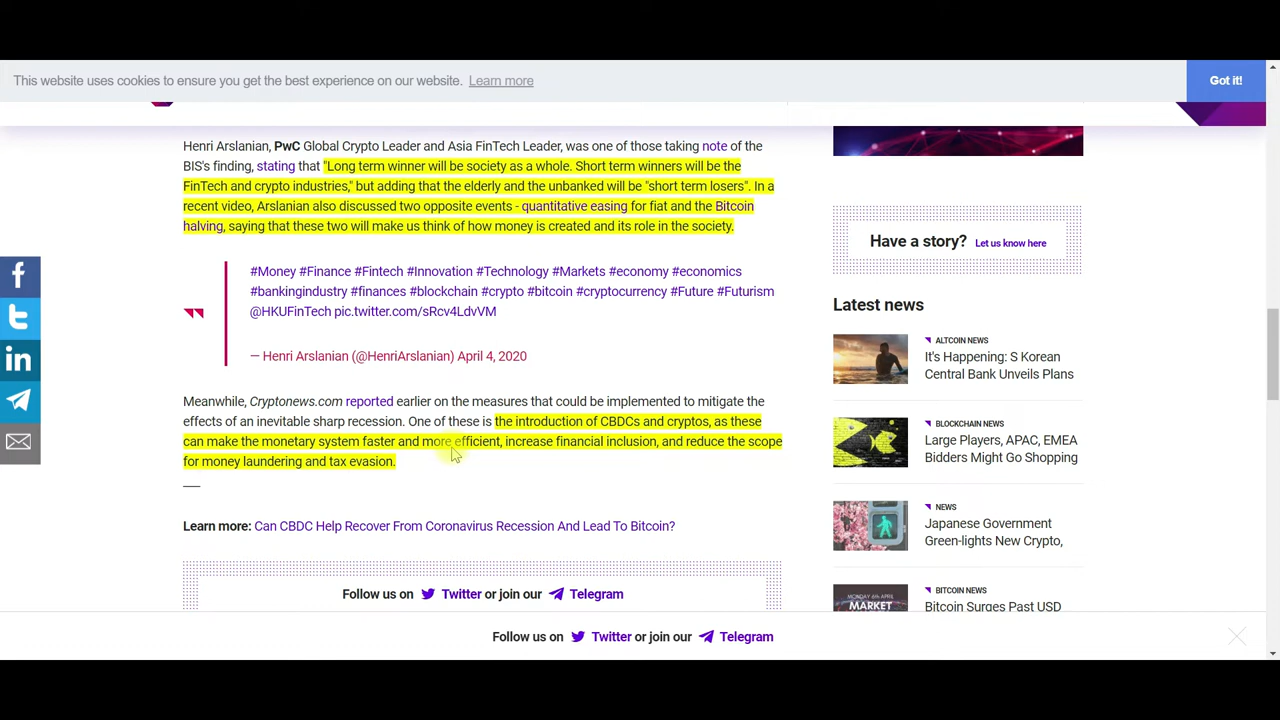 This website uses cookies to ensure you get the best experience on our website. Learn more
Got it!
Henri Arslanian, PwC Global Crypto Leader and Asia FinTech Leader, was one of those taking note of the
BIS's finding, stating that "Long term winner will be society as a whole. Short term winners will be the
FinTech and crypto industries," but adding that the elderly and the unbanked will be "short term losers". In a
recent video, Arslanian also discussed two opposite events - quantitative easing for fiat and the Bitcoin
halving, saying that these two will make us think of how money is created and its role in the society.
#Money #Finance #Fintech #Innovation #Technology #Markets #economy #economics
#bankingindustry #finances #blockchain #crypto #bitcoin #cryptocurrency #Future #Futurism
@HKUFinTech pic.twitter.com/sRcv4LdvVM
— Henri Arslanian (@HenriArslanian) April 4, 2020
Meanwhile, Cryptonews.com reported earlier on the measures that could be implemented to mitigate the
effects of an inevitable sharp recession. One of these is the introduction of CBDCs and cryptos, as these
can make the monetary system faster and more efficient, increase financial inclusion, and reduce the scope
for money laundering and tax evasion.
Learn more: Can CBDC Help Recover From Coronavirus Recession And Lead To Bitcoin?
Follow us on Twitter or join our Telegram
Have a story? Let us know here
Latest news
ALTCOIN NEWS
It's Happening: S Korean
Central Bank Unveils Plans
BLOCKCHAIN NEWS
Large Players, APAC, EMEA
Bidders Might Go Shopping
NEWS
Japanese Government
Green-lights New Crypto,
MONDAY 6th APRIL
MARKET
BITCOIN NEWS
Bitcoin Surges Past USD
Follow us on Twitter or join our Telegram